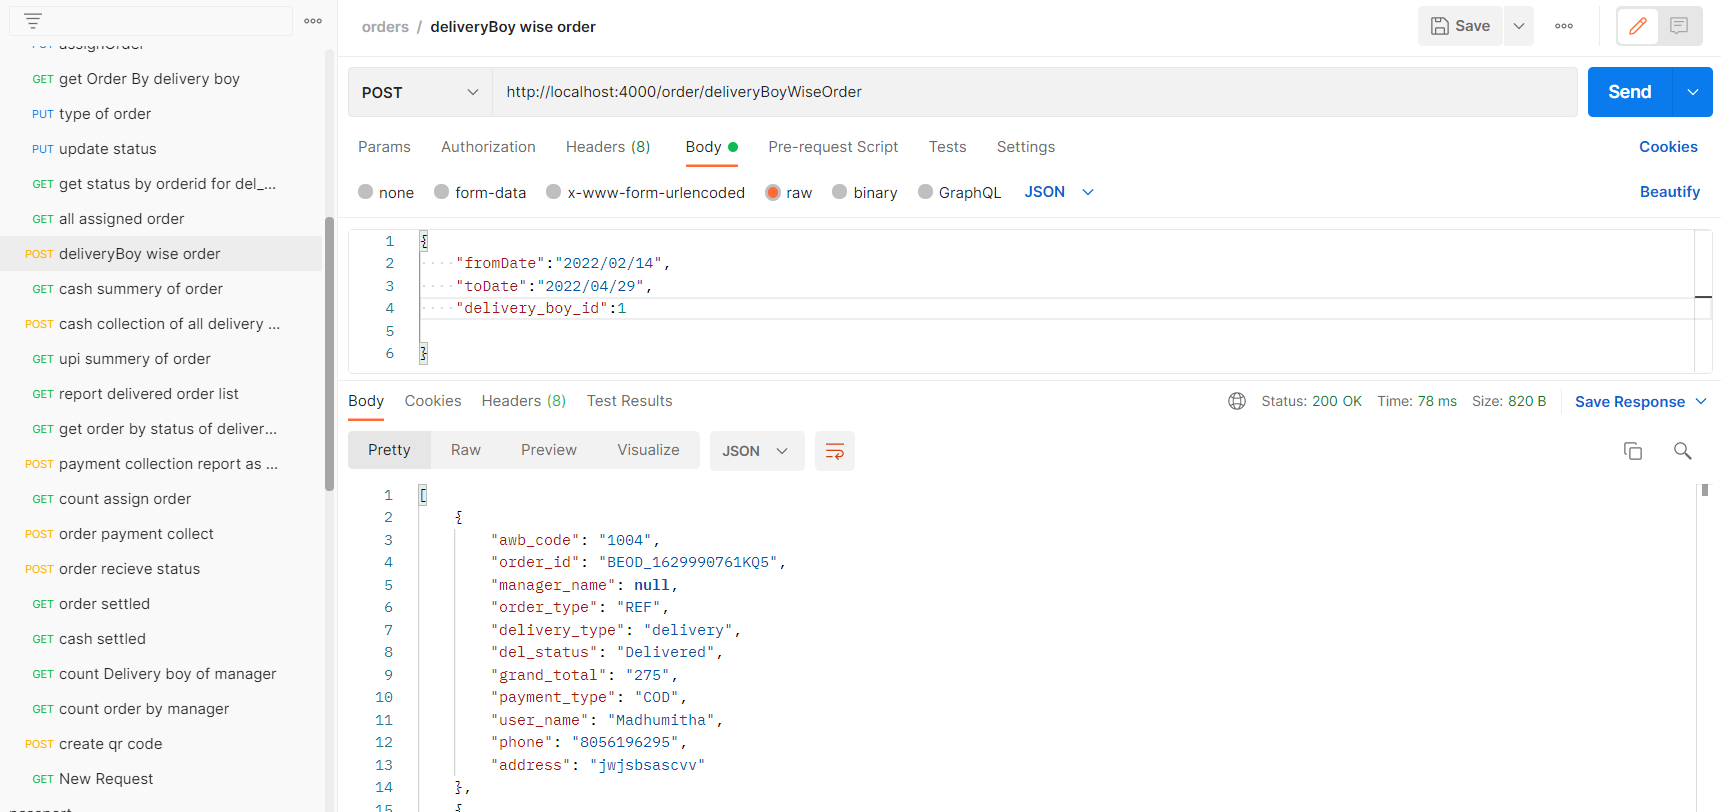 assignOrder
GET get Order By delivery boy
PUT type of order
PUT update status
GET get status by orderid for del_...
GET all assigned order
POST deliveryBoy wise order
GET cash summery of order
POST cash collection of all delivery ...
GET upi summery of order
GET report delivered order list
GET get order by status of deliver...
POST payment collection report as ...
GET count assign order
POST order payment collect
POST order recieve status
GET order settled
GET cash settled
GET count Delivery boy of manager
GET count order by manager
POST create qr code
GET New Request
orders / deliveryBoy wise order
Save
POST http://localhost:4000/order/deliveryBoyWiseOrder
Send
Params Authorization Headers (8) Body Pre-request Script Tests Settings
Cookies
none form-data x-www-form-urlencoded raw binary GraphQL JSON
Beautify
1 {
2 "fromDate":"2022/02/14",
3 "toDate":"2022/04/29",
4 "delivery_boy_id":1
5
6 }
Body Cookies Headers (8) Test Results
Status: 200 OK Time: 78 ms Size: 820 B
Save Response
Pretty Raw Preview Visualize JSON
1 [
2 {
3 "awb_code": "1004",
4 "order_id": "BEOD_1629990761KQ5",
5 "manager_name": null,
6 "order_type": "REF",
7 "delivery_type": "delivery",
8 "del_status": "Delivered",
9 "grand_total": "275",
10 "payment_type": "COD",
11 "user_name": "Madhumitha",
12 "phone": "8056196295",
13 "address": "jwjsbsascvv"
14 },
15 {